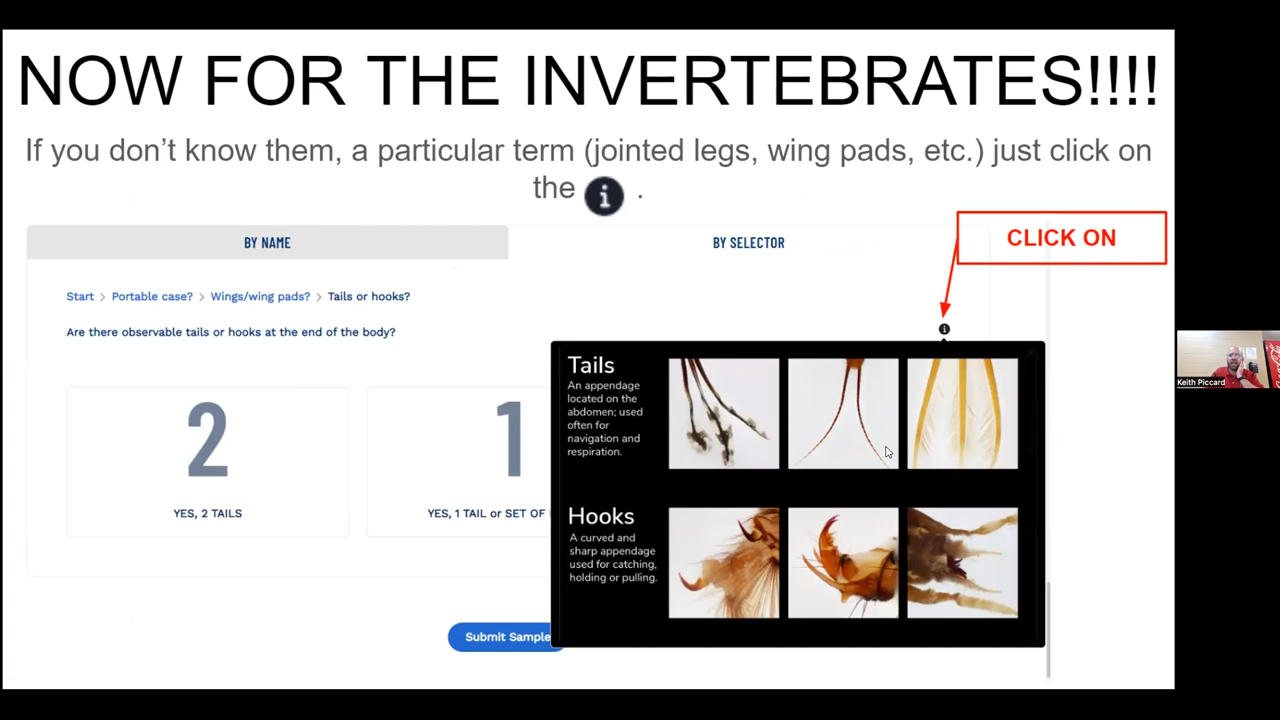 NOW FOR THE INVERTEBRATES!!!!
If you don't know them, a particular term (jointed legs, wing pads, etc.) just click on
the i .
CLICK ON
BY NAME
BY SELECTOR
Start > Portable case? > Wings/wing pads? > Tails or hooks?
Are there observable tails or hooks at the end of the body?
i
2
YES, 2 TAILS
1
YES, 1 TAIL or SET OF
Tails
An appendage
located on the
abdomen; used
often for
navigation and
respiration.
Hooks
A curved and
sharp appendage
used for catching,
holding or pulling.
Submit Sample
Keith Piccard